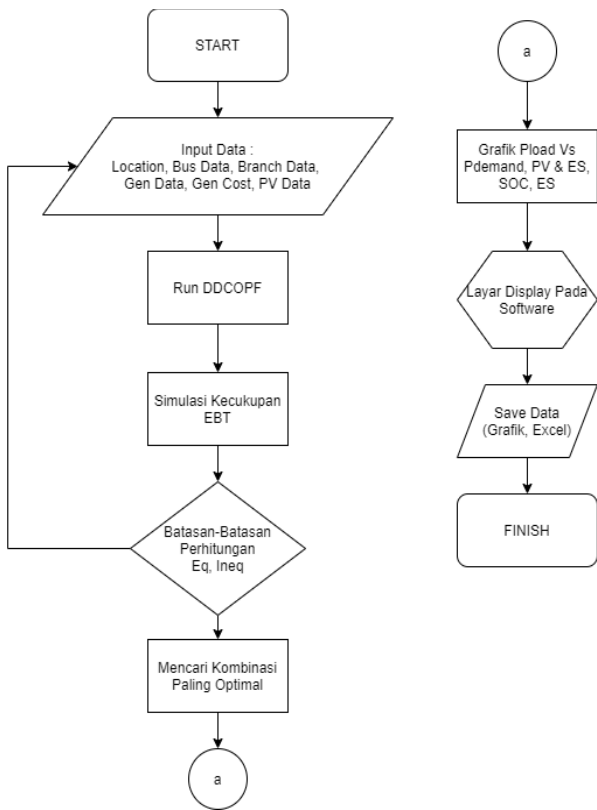 START
Input Data :
Location, Bus Data, Branch Data,
Gen Data, Gen Cost, PV Data
Run DDCOPF
Simulasi Kecukupan
EBT
Batasan-Batasan
Perhitungan
Eq, Ineq
Mencari Kombinasi
Paling Optimal
a
a
Grafik Pload Vs
Pdemand, PV & ES,
SOC, ES
Layar Display Pada
Software
Save Data
(Grafik, Excel)
FINISH